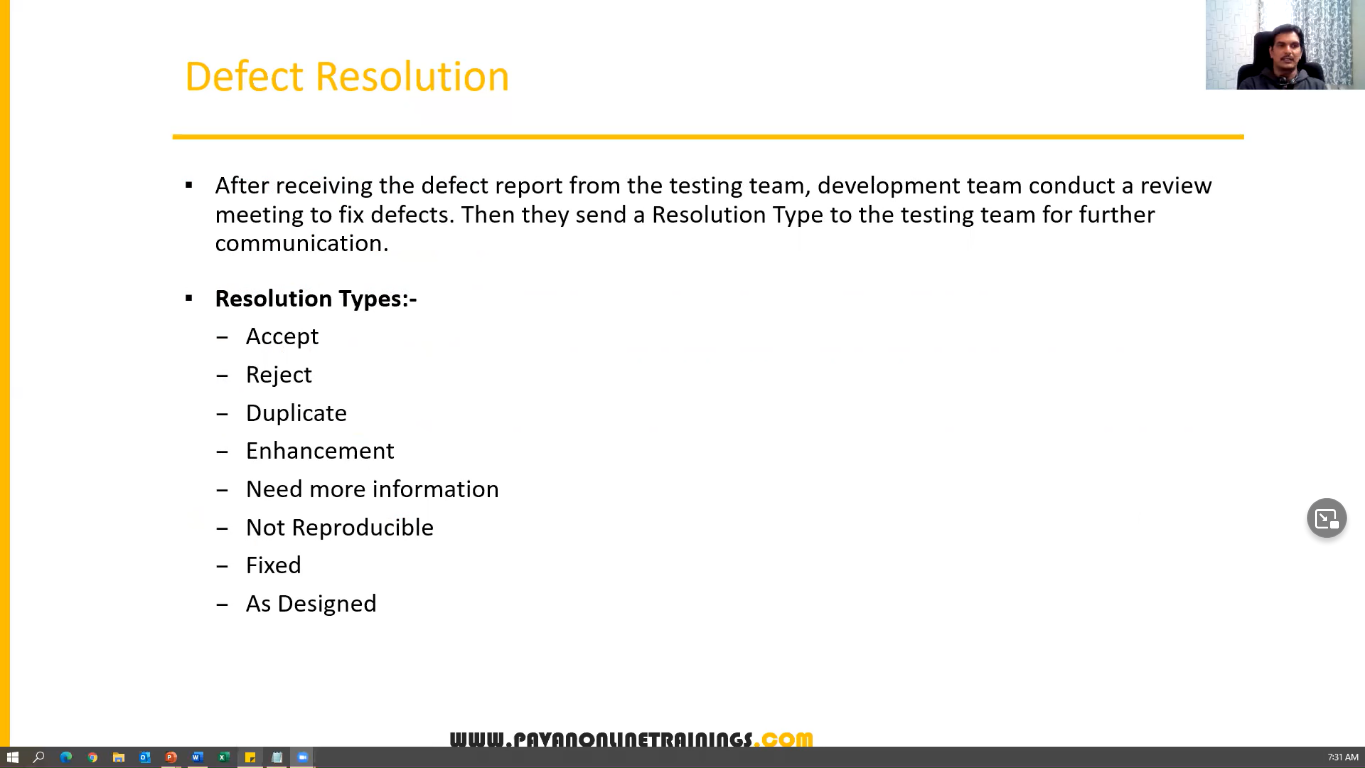 Defect Resolution
▪ After receiving the defect report from the testing team, development team conduct a review
meeting to fix defects. Then they send a Resolution Type to the testing team for further
communication.
▪ Resolution Types:-
– Accept
– Reject
– Duplicate
– Enhancement
– Need more information
– Not Reproducible
– Fixed
– As Designed
WWW.PAVANONLINETRAININGS.COM
7:31 AM